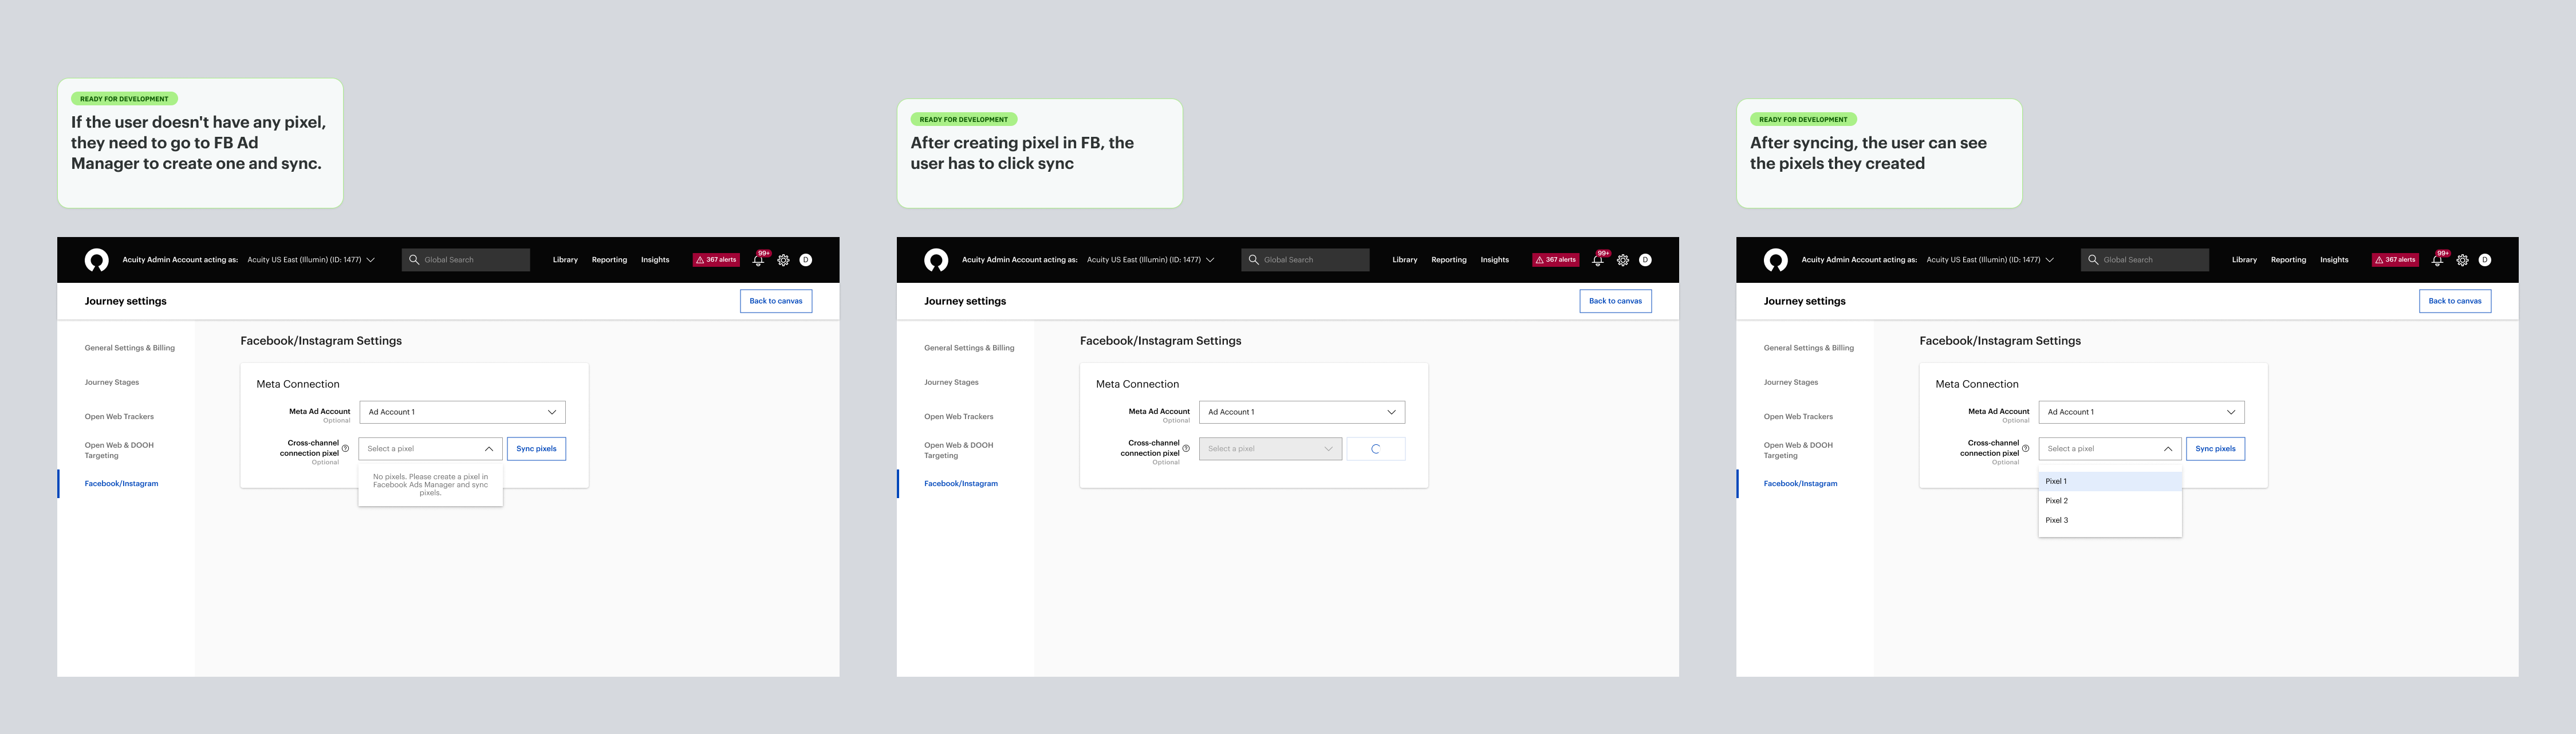 READY FOR DEVELOPMENT
If the user doesn't have any pixel,
they need to go to FB Ad
Manager to create one and sync.
Acuity Admin Account acting as: Acuity US East (Illumin) (ID: 1477) Global Search Library Reporting Insights 367 alerts 99+ D
Journey settings Back to canvas
General Settings & Billing
Journey Stages
Open Web Trackers
Open Web & DOOH
Targeting
Facebook/Instagram
Facebook/Instagram Settings
Meta Connection
Meta Ad Account Ad Account 1
Optional
Cross-channel
connection pixel ? Select a pixel Sync pixels
Optional
No pixels. Please create a pixel in
Facebook Ads Manager and sync
pixels.
READY FOR DEVELOPMENT
After creating pixel in FB, the
user has to click sync
Acuity Admin Account acting as: Acuity US East (Illumin) (ID: 1477) Global Search Library Reporting Insights 367 alerts 99+ D
Journey settings Back to canvas
General Settings & Billing
Journey Stages
Open Web Trackers
Open Web & DOOH
Targeting
Facebook/Instagram
Facebook/Instagram Settings
Meta Connection
Meta Ad Account Ad Account 1
Optional
Cross-channel
connection pixel ? Select a pixel
Optional
READY FOR DEVELOPMENT
After syncing, the user can see
the pixels they created
Acuity Admin Account acting as: Acuity US East (Illumin) (ID: 1477) Global Search Library Reporting Insights 367 alerts 99+ D
Journey settings Back to canvas
General Settings & Billing
Journey Stages
Open Web Trackers
Open Web & DOOH
Targeting
Facebook/Instagram
Facebook/Instagram Settings
Meta Connection
Meta Ad Account Ad Account 1
Optional
Cross-channel
connection pixel ? Select a pixel Sync pixels
Optional
Pixel 1
Pixel 2
Pixel 3